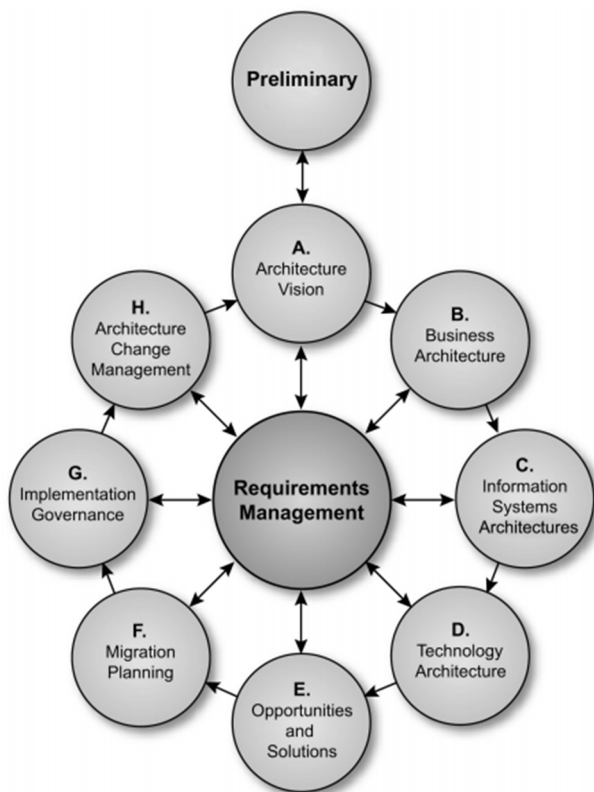 Preliminary
A.
Architecture
Vision
B.
Business
Architecture
C.
Information
Systems
Architectures
D.
Technology
Architecture
E.
Opportunities
and
Solutions
F.
Migration
Planning
G.
Implementation
Governance
H.
Architecture
Change
Management
Requirements
Management